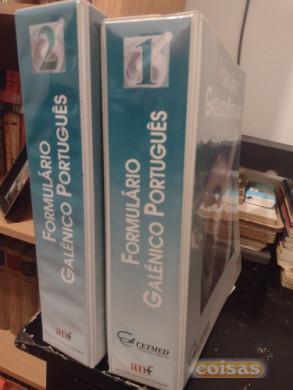 2
FORMULÁRIO
GALÉNICO PORTUGUÊS
anf
1
FORMULÁRIO
GALÉNICO PORTUGUÊS
CETMED
anf
coisas